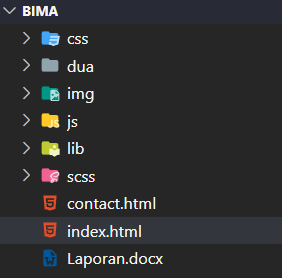 BIMA
css
dua
img
js
lib
scss
contact.html
index.html
Laporan.docx